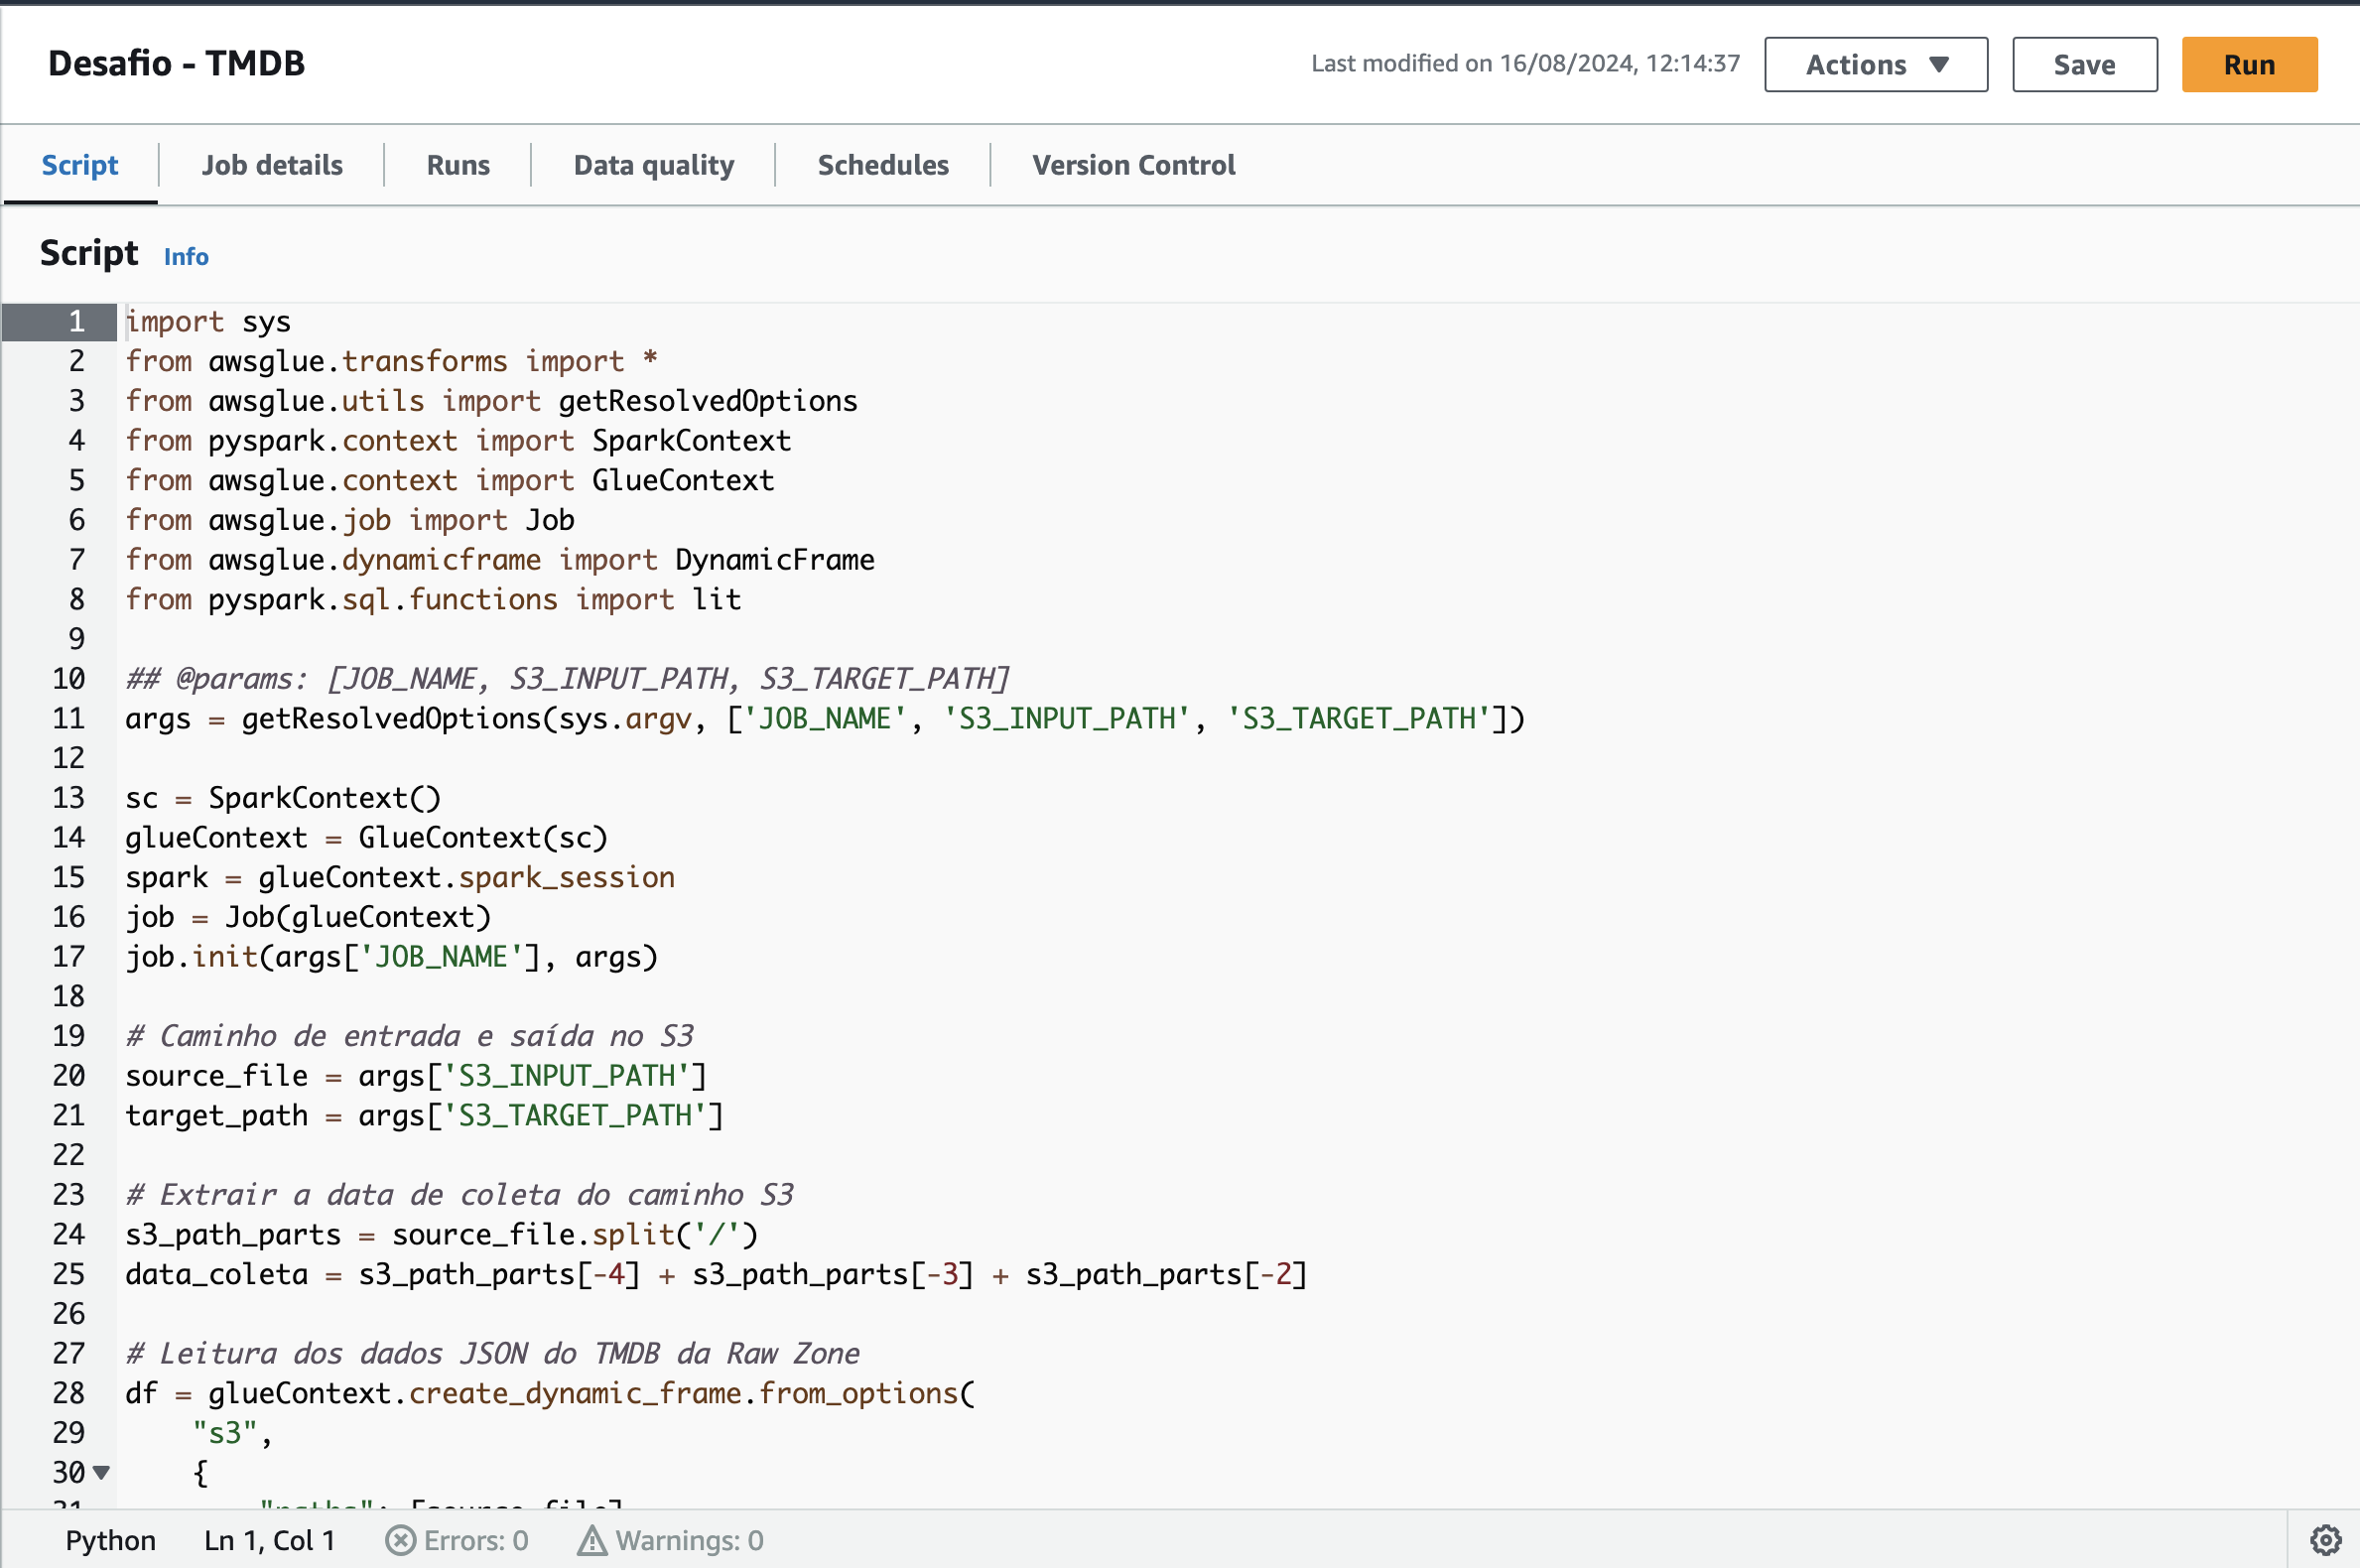 Desafio - TMDB
Last modified on 16/08/2024, 12:14:37
Actions
Save
Run
Script
Job details
Runs
Data quality
Schedules
Version Control
Script Info
1 import sys
2 from awsglue.transforms import *
3 from awsglue.utils import getResolvedOptions
4 from pyspark.context import SparkContext
5 from awsglue.context import GlueContext
6 from awsglue.job import Job
7 from awsglue.dynamicframe import DynamicFrame
8 from pyspark.sql.functions import lit
9
10 ## @params: [JOB_NAME, S3_INPUT_PATH, S3_TARGET_PATH]
11 args = getResolvedOptions(sys.argv, ['JOB_NAME', 'S3_INPUT_PATH', 'S3_TARGET_PATH'])
12
13 sc = SparkContext()
14 glueContext = GlueContext(sc)
15 spark = glueContext.spark_session
16 job = Job(glueContext)
17 job.init(args['JOB_NAME'], args)
18
19 # Caminho de entrada e saída no S3
20 source_file = args['S3_INPUT_PATH']
21 target_path = args['S3_TARGET_PATH']
22
23 # Extrair a data de coleta do caminho S3
24 s3_path_parts = source_file.split('/')
25 data_coleta = s3_path_parts[-4] + s3_path_parts[-3] + s3_path_parts[-2]
26
27 # Leitura dos dados JSON do TMDB da Raw Zone
28 df = glueContext.create_dynamic_frame.from_options(
29     "s3",
30     {
31         "paths": [source_file]
Python
Ln 1, Col 1
Errors: 0
Warnings: 0